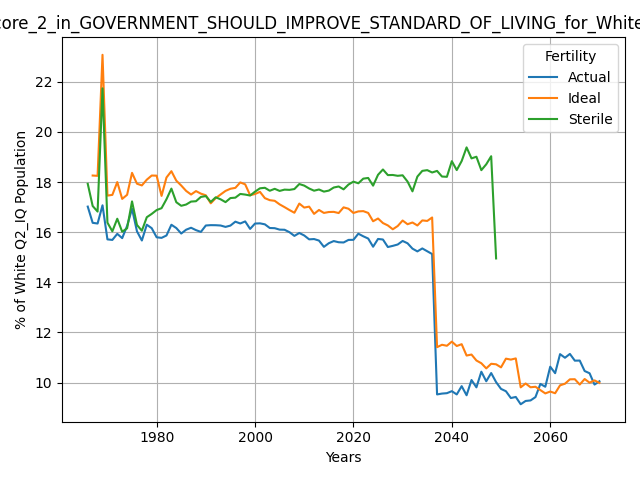 core_2_in_GOVERNMENT_SHOULD_IMPROVE_STANDARD_OF_LIVING_for_White
Fertility
Actual
Ideal
Sterile
% of White Q2_IQ Population
22
20
18
16
14
12
10
1980 2000 2020 2040 2060
Years